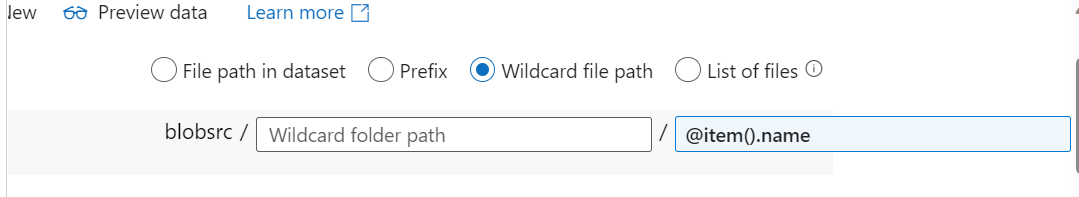 Preview data Learn more
File path in dataset Prefix Wildcard file path List of files
blobsrc / Wildcard folder path / @item().name